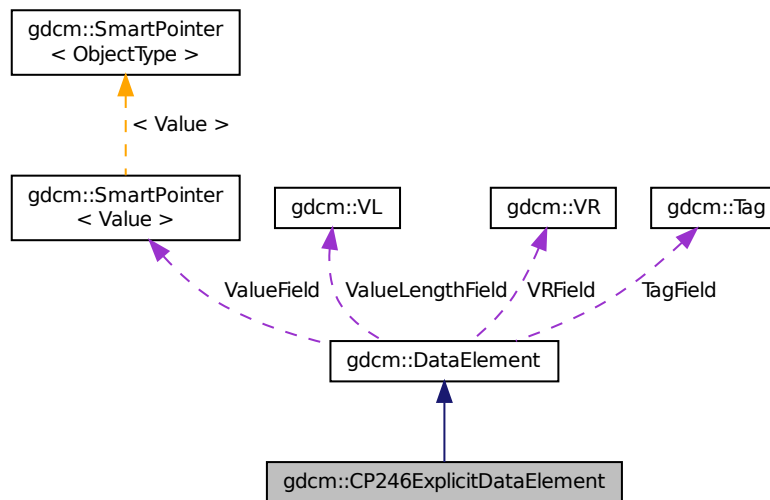 gdcm::SmartPointer
< ObjectType >
< Value >
gdcm::SmartPointer
< Value >
gdcm::VL
gdcm::VR
gdcm::Tag
ValueField
ValueLengthField
VRField
TagField
gdcm::DataElement
gdcm::CP246ExplicitDataElement